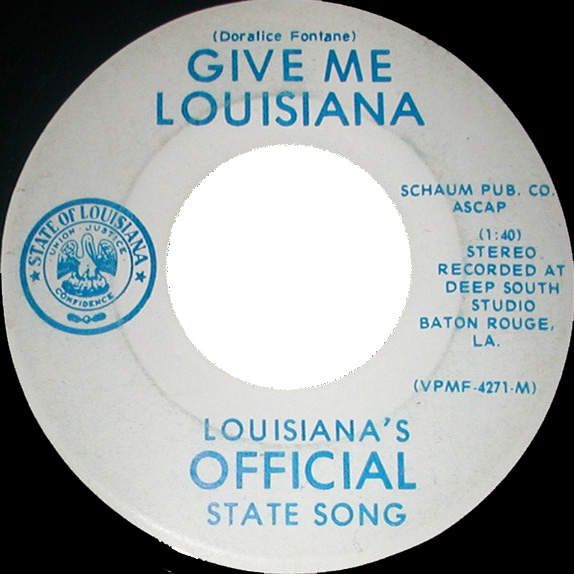 (Doralice Fontane)
GIVE ME
LOUISIANA
SCHAUM PUB. CO.
ASCAP
(1:40)
STEREO
RECORDED AT
DEEP SOUTH
STUDIO
BATON ROUGE,
LA.
(VPMF-4271-M)
STATE OF LOUISIANA
UNION · JUSTICE
CONFIDENCE
LOUISIANA'S
OFFICIAL
STATE SONG